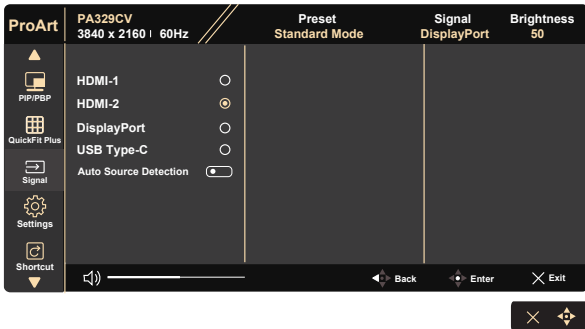 ProArt
PA329CV
3840 x 2160 60Hz
Preset
Standard Mode
Signal
DisplayPort
Brightness
50
PIP/PBP
QuickFit Plus
Signal
Settings
Shortcut
HDMI-1
HDMI-2
DisplayPort
USB Type-C
Auto Source Detection
Back
Enter
Exit